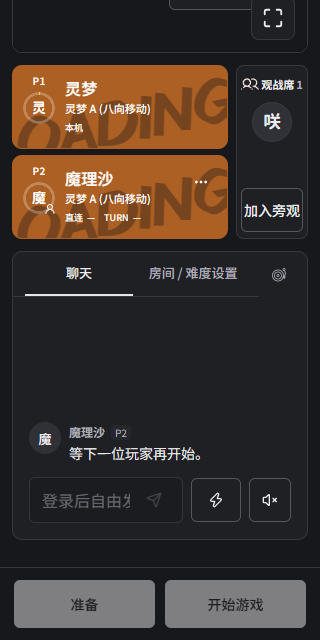 P1
灵
灵梦
灵梦 A (八向移动)
本机
OADING
P2
魔
魔理沙
灵梦 A (八向移动)
直连 — TURN —
OADING
观战席 1
咲
加入旁观
聊天
房间 / 难度设置
魔
魔理沙 P2
等下一位玩家再开始。
登录后自由发
准备
开始游戏